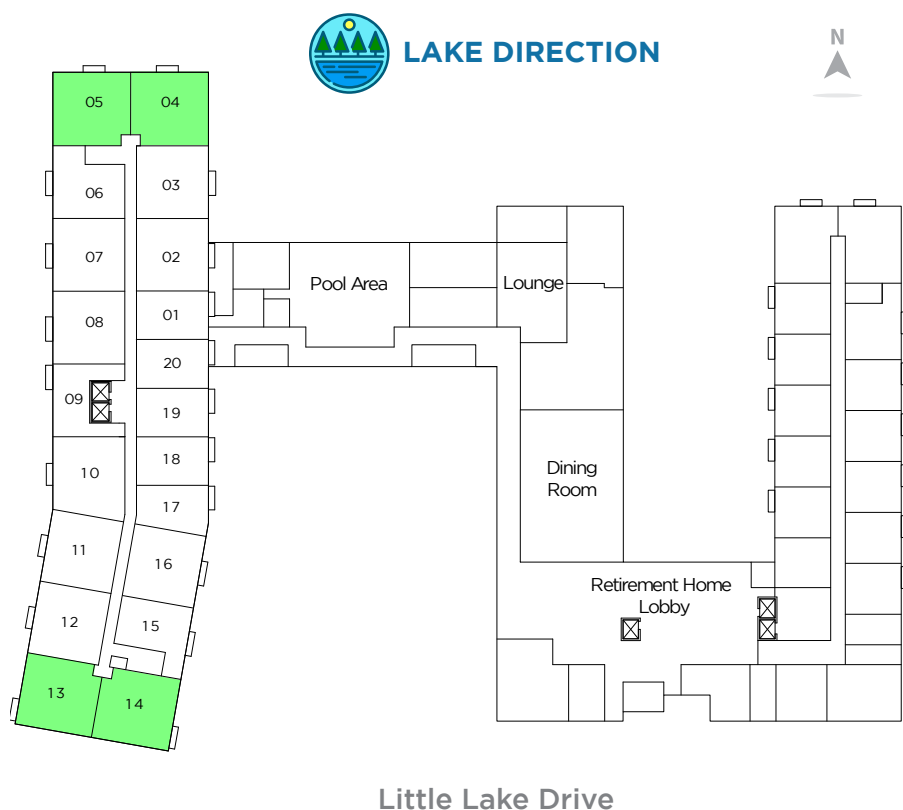 LAKE DIRECTION
N
05 04
03
06
02
07
Pool Area
Lounge
01
08
20
09
19
18
10
Dining
Room
17
11
16
Retirement Home
Lobby
12
15
13
14
Little Lake Drive